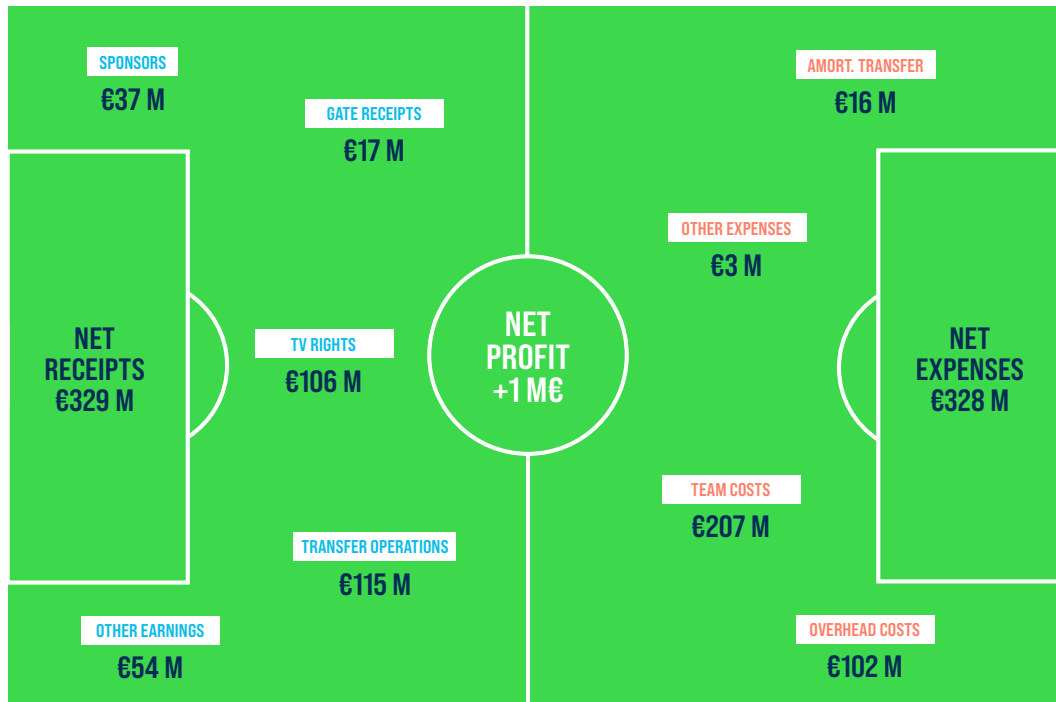 SPONSORS
€37 M
GATE RECEIPTS
€17 M
NET
RECEIPTS
€329 M
TV RIGHTS
€106 M
TRANSFER OPERATIONS
€115 M
OTHER EARNINGS
€54 M
NET
PROFIT
+1 M€
AMORT. TRANSFER
€16 M
OTHER EXPENSES
€3 M
NET
EXPENSES
€328 M
TEAM COSTS
€207 M
OVERHEAD COSTS
€102 M